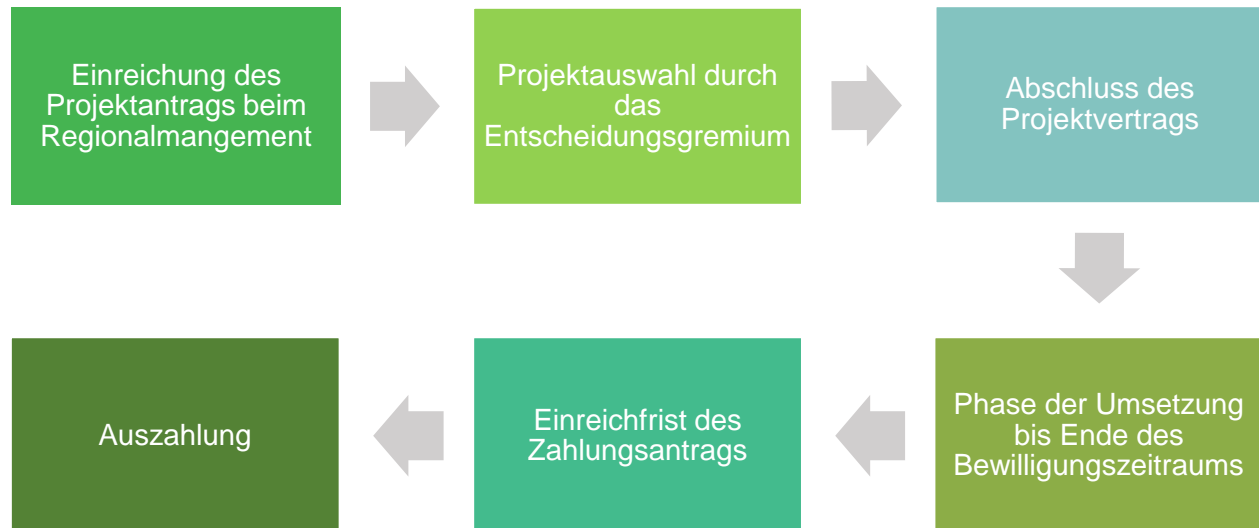 Einreichung des
Projektantrags beim
Regionalmangement
Projektauswahl durch
das
Entscheidungsgremium
Abschluss des
Projektvertrags
Phase der Umsetzung
bis Ende des
Bewilligungszeitraums
Einreichfrist des
Zahlungsantrags
Auszahlung